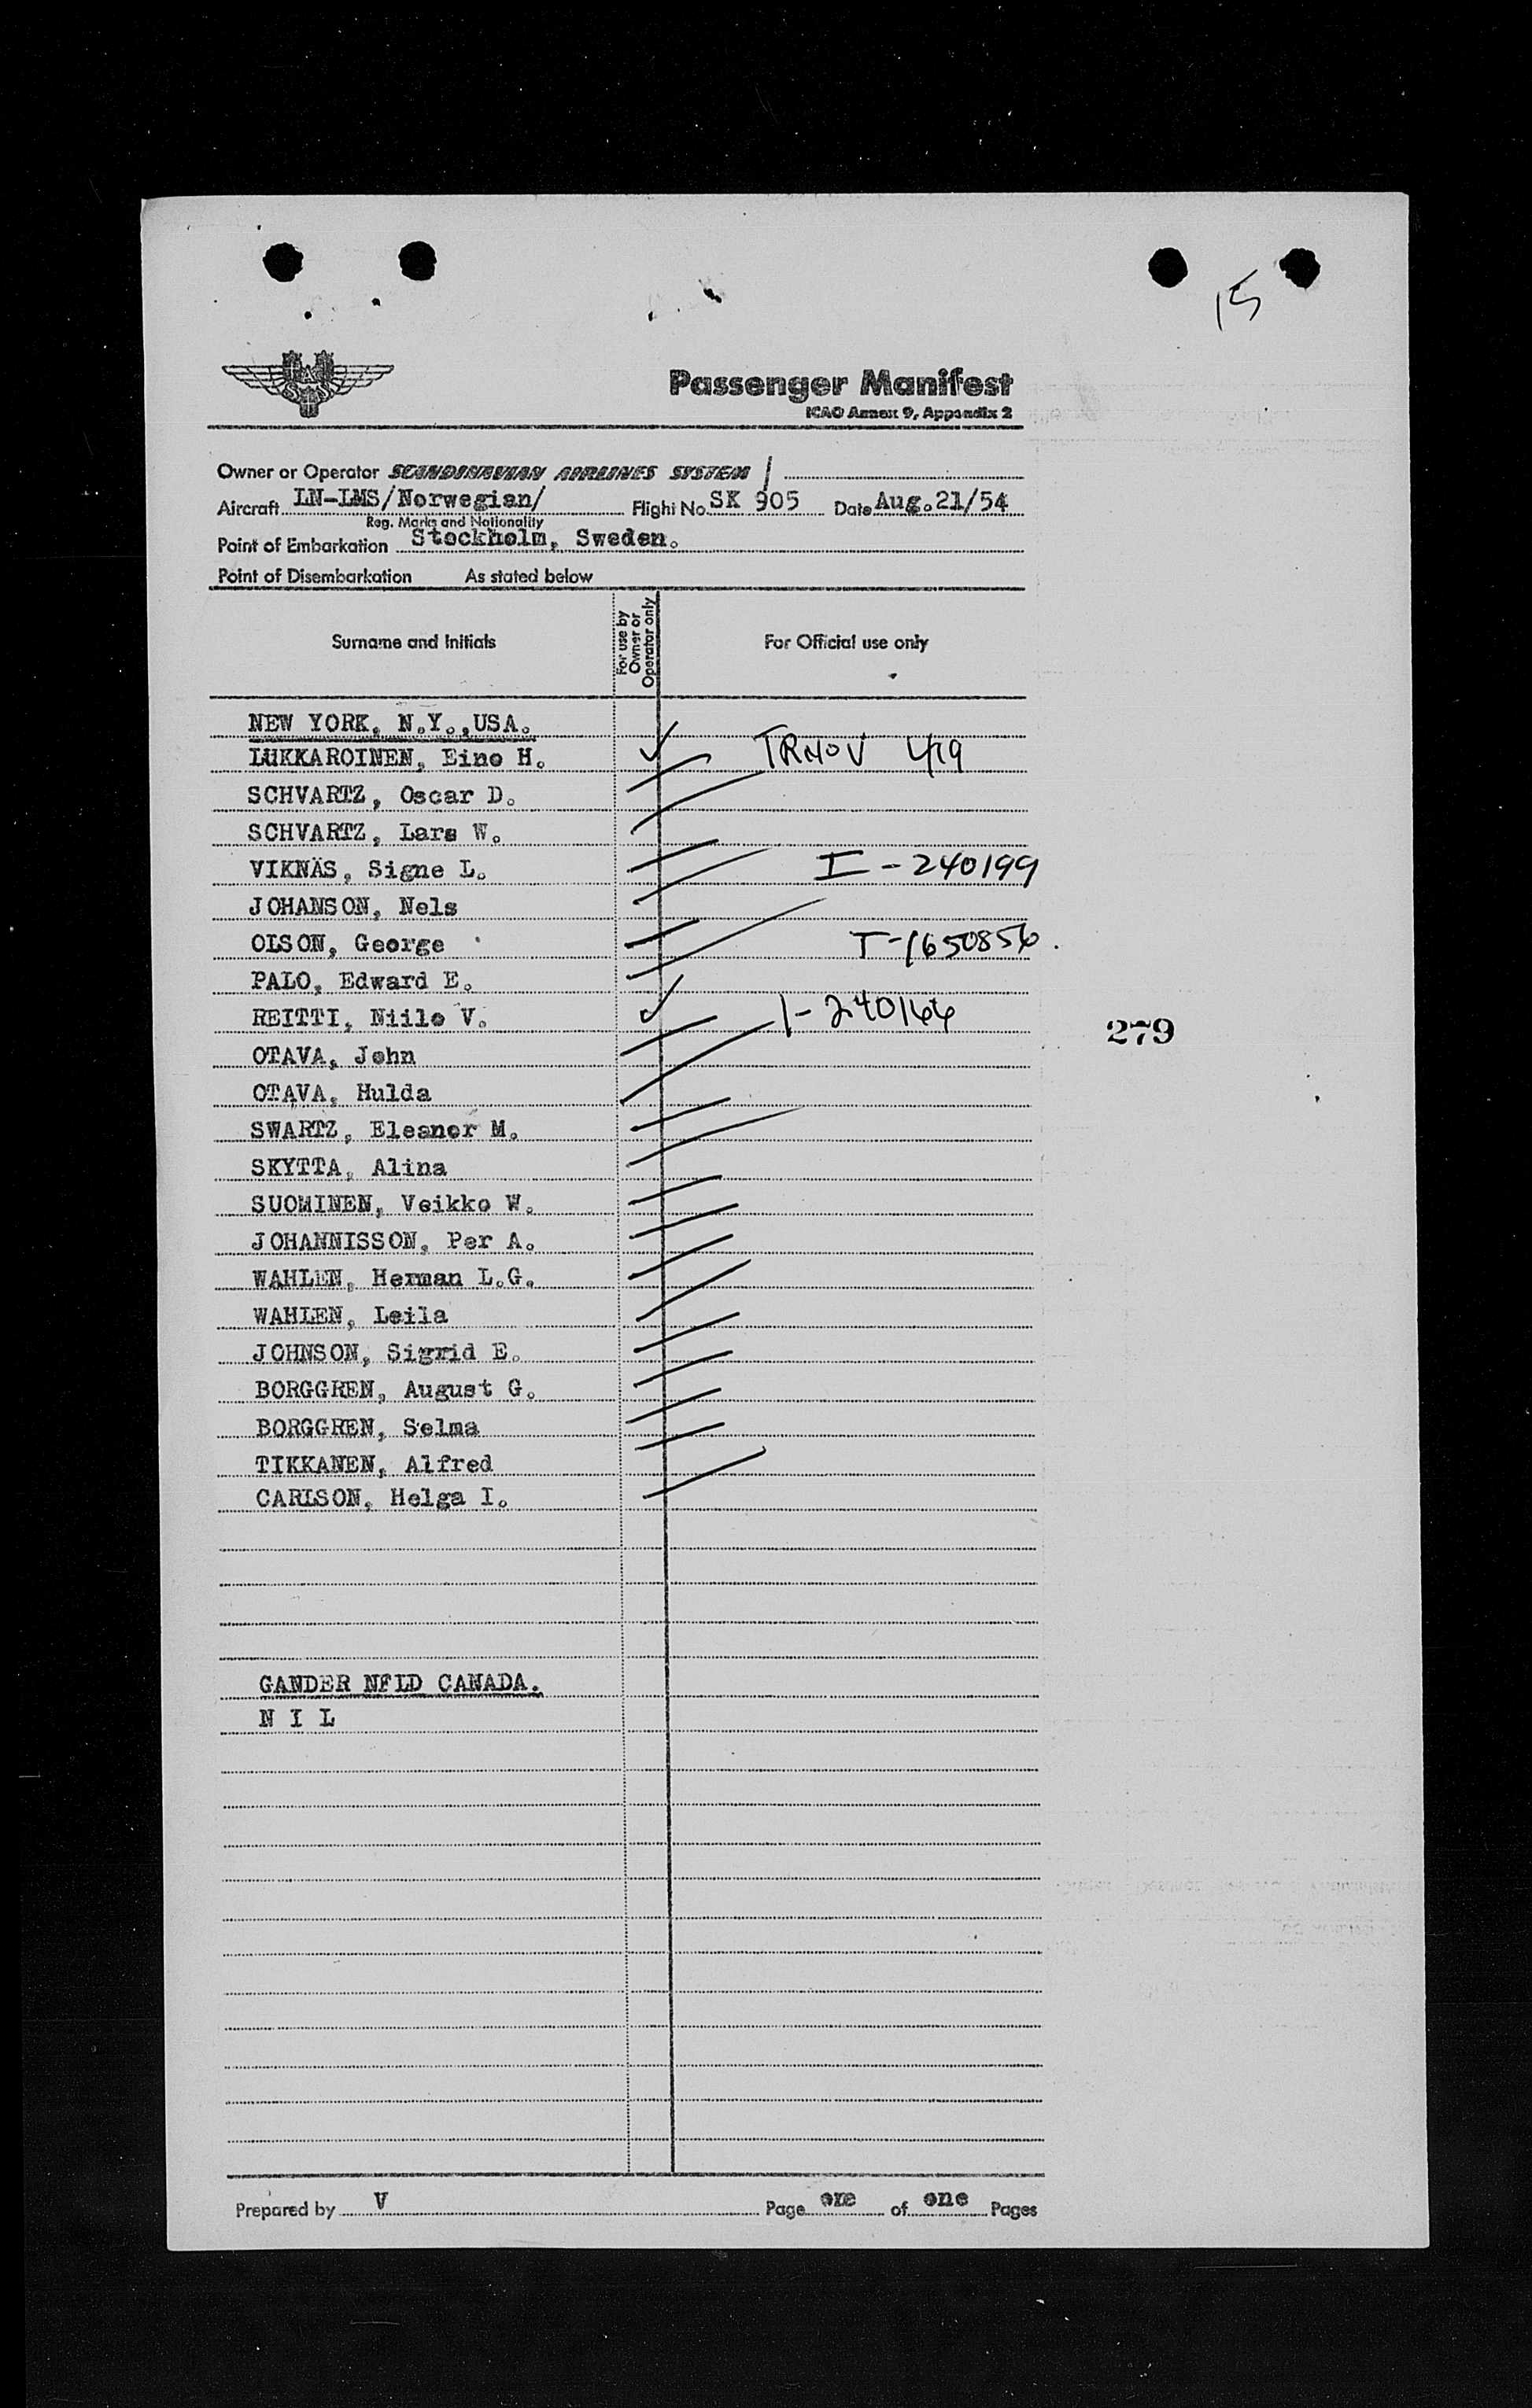 15
SAS
Passenger Manifest
ICAO Annex 9, Appendix 2
Owner or Operator SCANDINAVIAN AIRLINES SYSTEM /
Aircraft LN-LMS/Norwegian/ Flight No. SK 905 Date Aug.21/54
Reg. Marks and Nationality
Point of Embarkation Stockholm, Sweden.
Point of Disembarkation As stated below
Surname and Initials For use by Owner or Operator only For Official use only
NEW YORK, N.Y.,USA.
LUKKAROINEN, Eino H. ✓
SCHVARTZ, Oscar D.
SCHVARTZ, Lars W.
VIKNÄS, Signe L. I-240199
JOHANSON, Nels
OLSON, George T-1650856.
PALO, Edward E.
REITTI, Niilo V. ✓ I-240166
279
OTAVA, John
OTAVA, Hulda
SWARTZ, Eleanor M.
SKYTTA, Alina
SUOMINEN, Veikko W.
JOHANNISSON, Per A.
WAHLEN, Herman L.G.
WAHLEN, Leila
JOHNSON, Sigrid E.
BORGGREN, August G.
BORGGREN, Selma
TIKKANEN, Alfred
CARLSON, Helga I.
GANDER NFLD CANADA.
N I L
Prepared by V Page one of one Pages